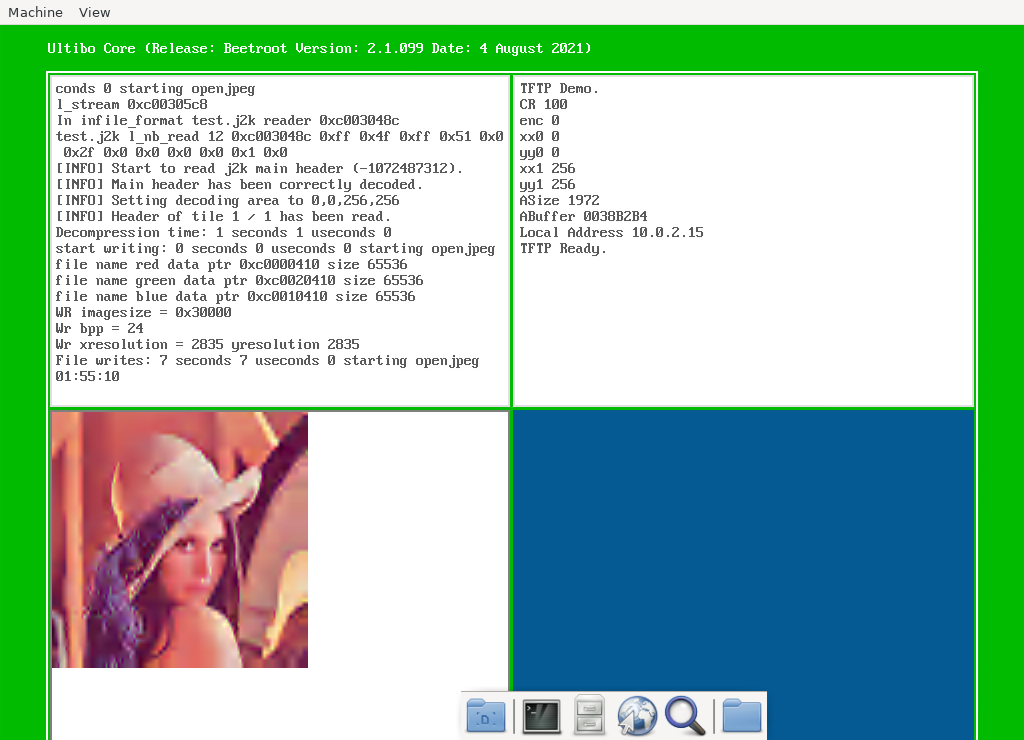 Machine View
Ultibo Core (Release: Beetroot Version: 2.1.099 Date: 4 August 2021)
conds 0 starting openjpeg
l_stream 0xc00305c8
In infile_format test.j2k reader 0xc003048c
test.j2k l_nb_read 12 0xc003048c 0xff 0x4f 0xff 0x51 0x0
 0x2f 0x0 0x0 0x0 0x0 0x1 0x0
[INFO] Start to read j2k main header (-1072487312).
[INFO] Main header has been correctly decoded.
[INFO] Setting decoding area to 0,0,256,256
[INFO] Header of tile 1 / 1 has been read.
Decompression time: 1 seconds 1 useconds 0
start writing: 0 seconds 0 useconds 0 starting openjpeg
file name red data ptr 0xc0000410 size 65536
file name green data ptr 0xc0020410 size 65536
file name blue data ptr 0xc0010410 size 65536
WR imagesize = 0x30000
Wr bpp = 24
Wr xresolution = 2835 yresolution 2835
File writes: 7 seconds 7 useconds 0 starting openjpeg
01:55:10
TFTP Demo.
CR 100
enc 0
xx0 0
yy0 0
xx1 256
yy1 256
ASize 1972
ABuffer 0038B2B4
Local Address 10.0.2.15
TFTP Ready.